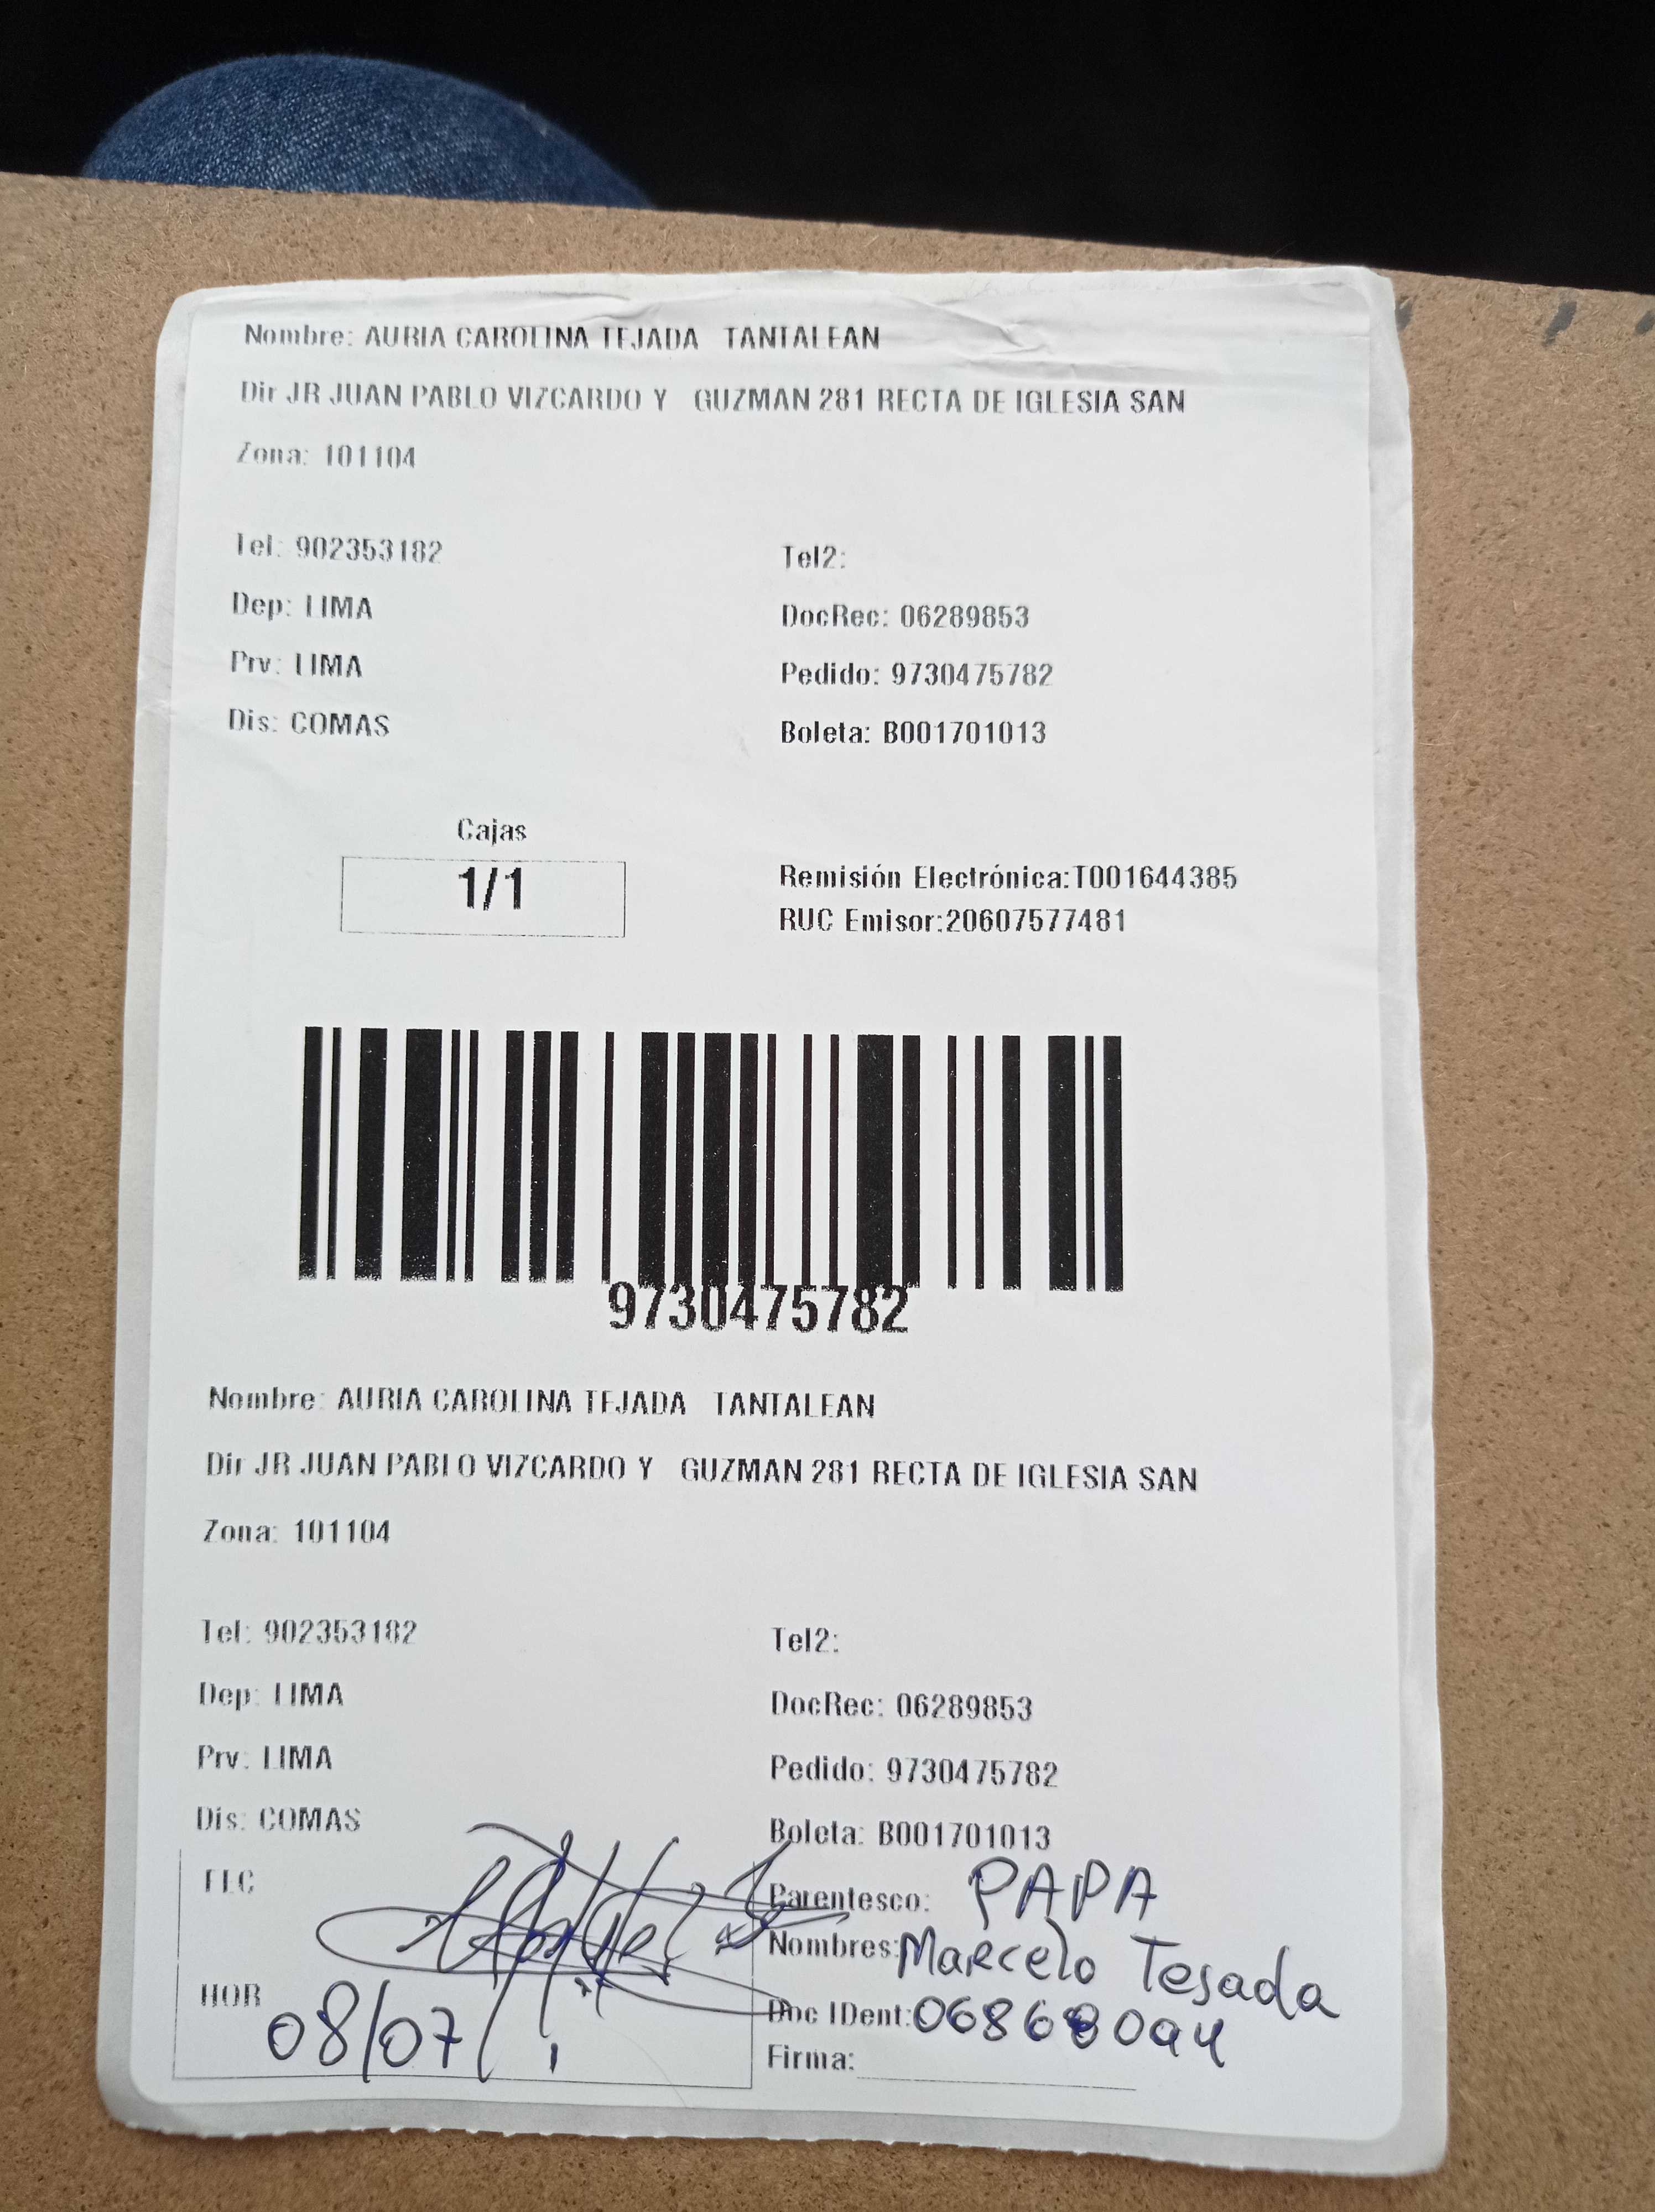 Nombre: AURIA CAROLINA TEJADA TANTALEAN
Dir JR JUAN PABLO VIZCARDO Y GUZMAN 281 RECTA DE IGLESIA SAN
Zona: 101104
Tel: 902353182 Tel2:
Dep: LIMA DocRec: 06289853
Prv: LIMA Pedido: 9730475782
Dis: COMAS Boleta: B001701013
Cajas
1/1
Remisión Electrónica:T001644385
RUC Emisor:20607577481
9730475782
Nombre: AURIA CAROLINA TEJADA TANTALEAN
Dir JR JUAN PABLO VIZCARDO Y GUZMAN 281 RECTA DE IGLESIA SAN
Zona: 101104
Tel: 902353182 Tel2:
Dep: LIMA DocRec: 06289853
Prv: LIMA Pedido: 9730475782
Dis: COMAS Boleta: B001701013
FEC Parentesco: PAPA
Nombres: Marcelo Tesada
HOR 08/07 Doc IDent:
Firma: